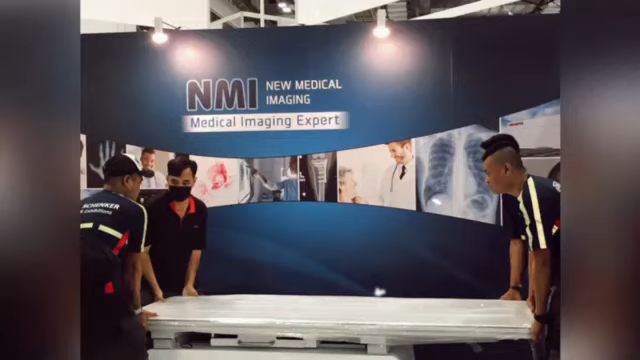 NMI
NEW MEDICAL
IMAGING
Medical Imaging Expert
SCHENKER